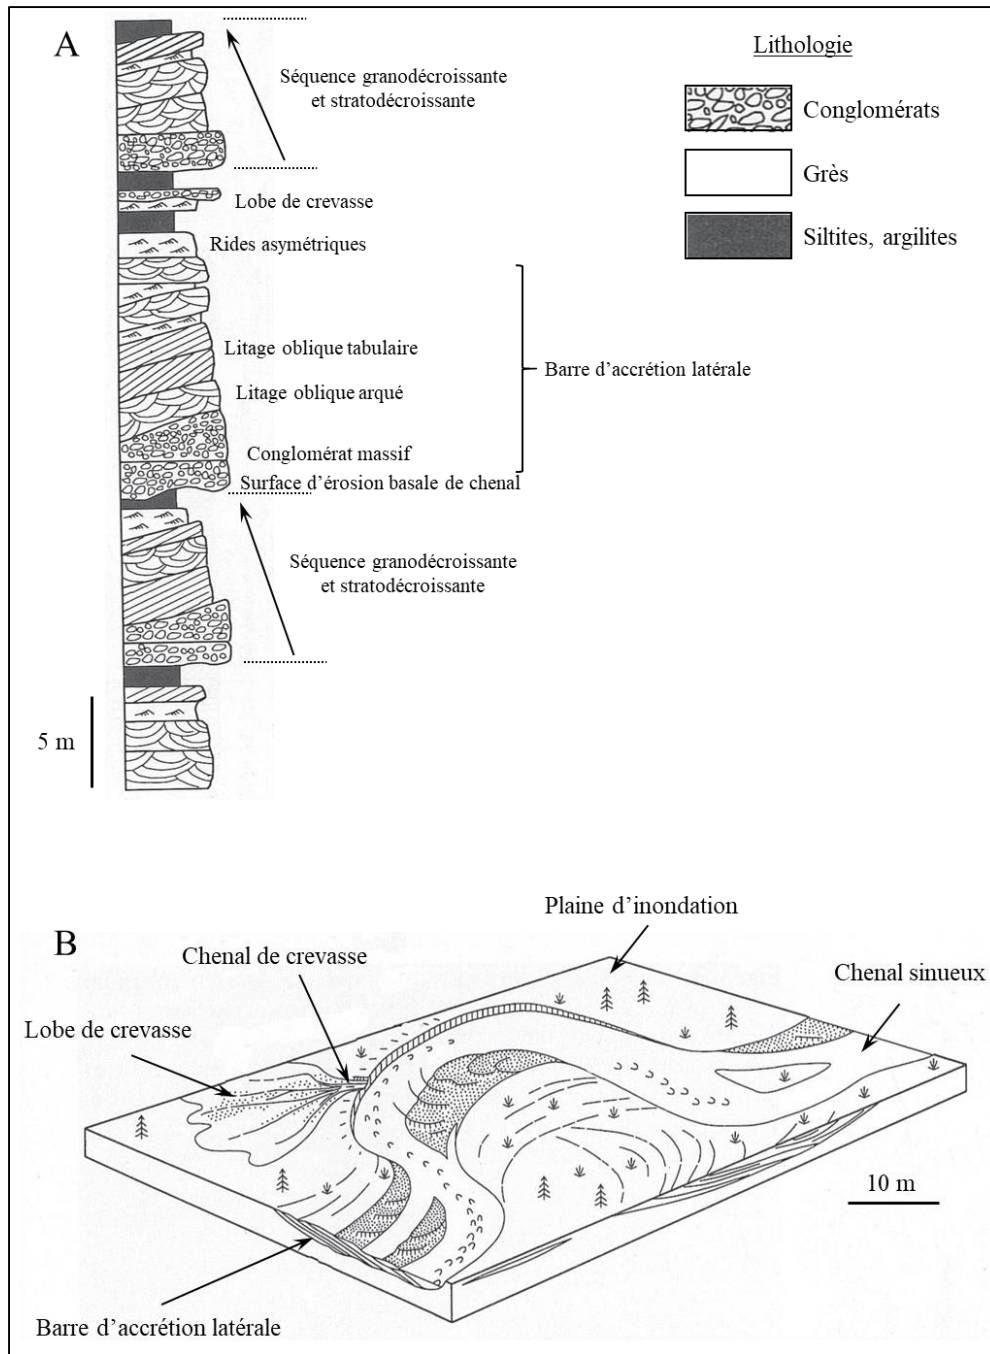 A
Lithologie
Séquence granodécroissante
et stratodécroissante
Conglomérats
Grès
Siltites, argilites
Lobe de crevasse
Rides asymétriques
Litage oblique tabulaire
Barre d’accrétion latérale
Litage oblique arqué
Conglomérat massif
Surface d’érosion basale de chenal
Séquence granodécroissante
et stratodécroissante
5 m
B
Plaine d’inondation
Chenal de crevasse
Chenal sinueux
Lobe de crevasse
10 m
Barre d’accrétion latérale